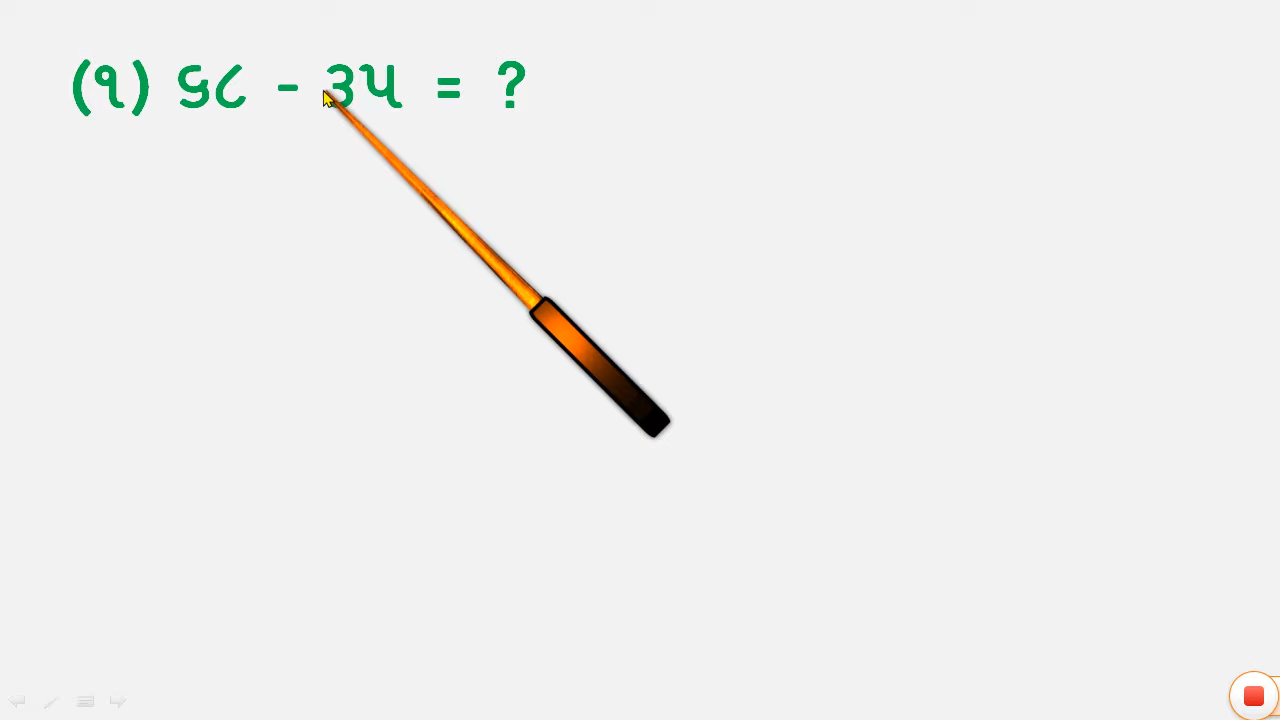 (૧) ૬૮ - ૩૫ = ?